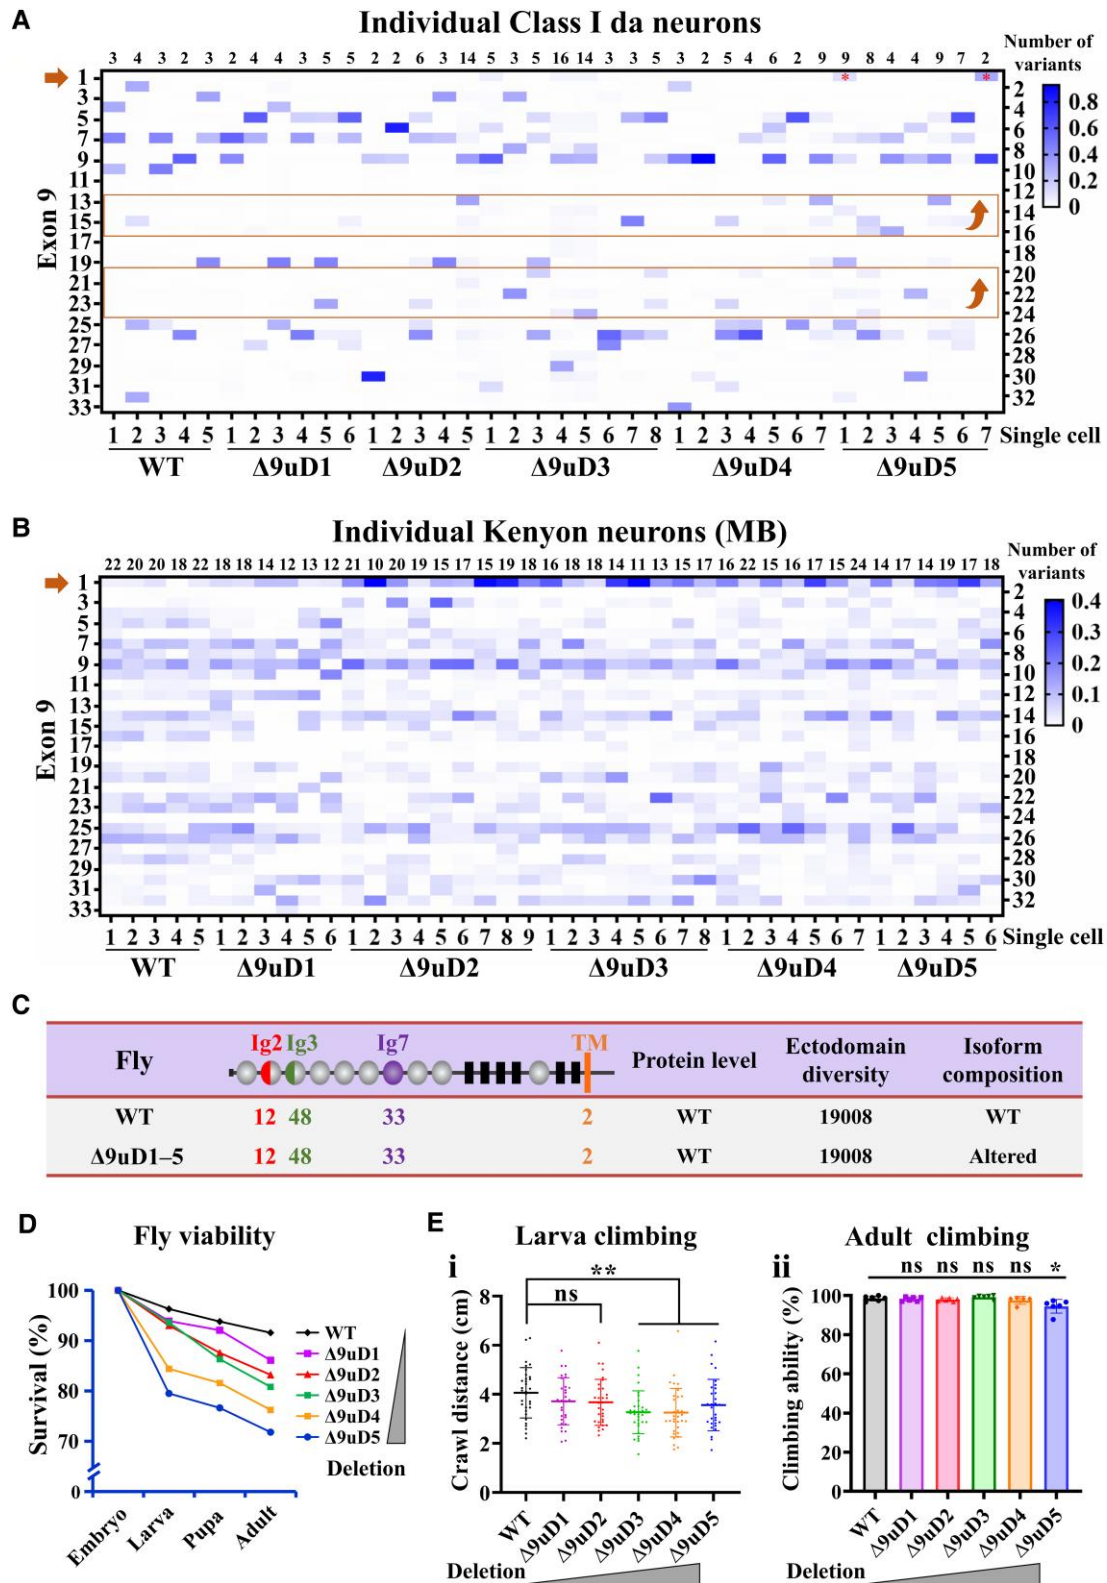 A
Individual Class I da neurons
Number of
variants
3 4 3 2 5 2 4 3 5 5 2 2 6 3 14 5 3 5 16 14 3 3 5 3 2 5 4 6 2 9 9 8 4 4 9 7 2
1 3 5 7 9 11 13 15 17 19 21 23 25 27 29 31 33
Exon 9
* *
2 4 6 8 10 12 14 16 18 20 22 24 26 28 30 32
0.8
0.6
0.4
0.2
0
1 2 3 4 5 1 2 3 4 5 6 1 2 3 4 5 1 2 3 4 5 6 7 8 1 2 3 4 5 6 7 1 2 3 4 5 6 7 Single cell
WT Δ9uD1 Δ9uD2 Δ9uD3 Δ9uD4 Δ9uD5
B
Individual Kenyon neurons (MB)
Number of
variants
22 20 20 18 22 18 18 14 12 13 12 21 10 20 19 15 17 15 19 18 16 18 18 14 11 13 15 17 16 22 15 14 17 15 24 14 17 14 19 17 18
1 3 5 7 9 11 13 15 17 19 21 23 25 27 29 31 33
Exon 9
2 4 6 8 10 12 14 16 18 20 22 24 26 28 30 32
0.4
0.3
0.2
0.1
0
1 2 3 4 5 1 2 3 4 5 6 1 2 3 4 5 6 7 8 9 1 2 3 4 5 6 7 8 1 2 3 4 5 6 7 1 2 3 4 5 6 Single cell
WT Δ9uD1 Δ9uD2 Δ9uD3 Δ9uD4 Δ9uD5
C
Fly Ig2 Ig3 Ig7 TM Protein level Ectodomain diversity Isoform composition
WT 12 48 33 2 WT 19008 WT
Δ9uD1–5 12 48 33 2 WT 19008 Altered
D
Fly viability
Survival (%)
100
90
80
70
0
Embryo Larva Pupa Adult
WT
Δ9uD1
Δ9uD2
Δ9uD3
Δ9uD4
Δ9uD5
Deletion
E
Larva climbing
i
**
ns
Crawl distance (cm)
8
6
4
2
0
WT Δ9uD1 Δ9uD2 Δ9uD3 Δ9uD4 Δ9uD5
Deletion
Adult climbing
ii
ns ns ns ns *
Climbing ability (%)
100
80
60
40
20
0
WT Δ9uD1 Δ9uD2 Δ9uD3 Δ9uD4 Δ9uD5
Deletion